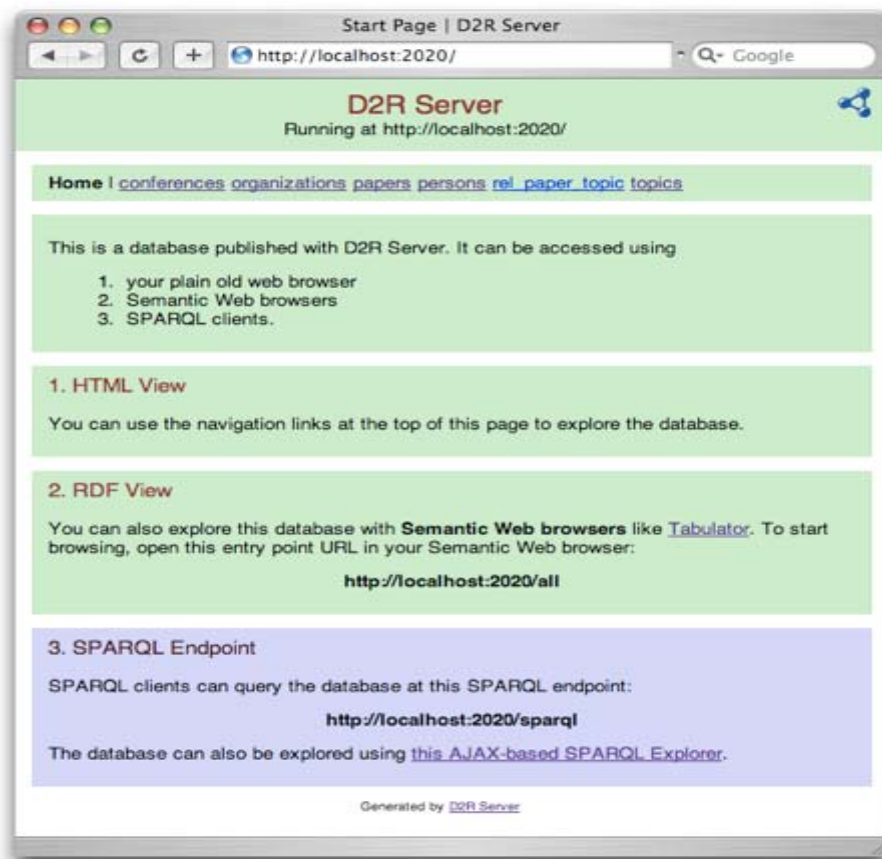 Start Page | D2R Server
http://localhost:2020/
Google
D2R Server
Running at http://localhost:2020/
Home | conferences organizations papers persons rel_paper_topic topics
This is a database published with D2R Server. It can be accessed using
1. your plain old web browser
2. Semantic Web browsers
3. SPARQL clients.
1. HTML View
You can use the navigation links at the top of this page to explore the database.
2. RDF View
You can also explore this database with Semantic Web browsers like Tabulator. To start
browsing, open this entry point URL in your Semantic Web browser:
http://localhost:2020/all
3. SPARQL Endpoint
SPARQL clients can query the database at this SPARQL endpoint:
http://localhost:2020/sparql
The database can also be explored using this AJAX-based SPARQL Explorer.
Generated by D2R Server